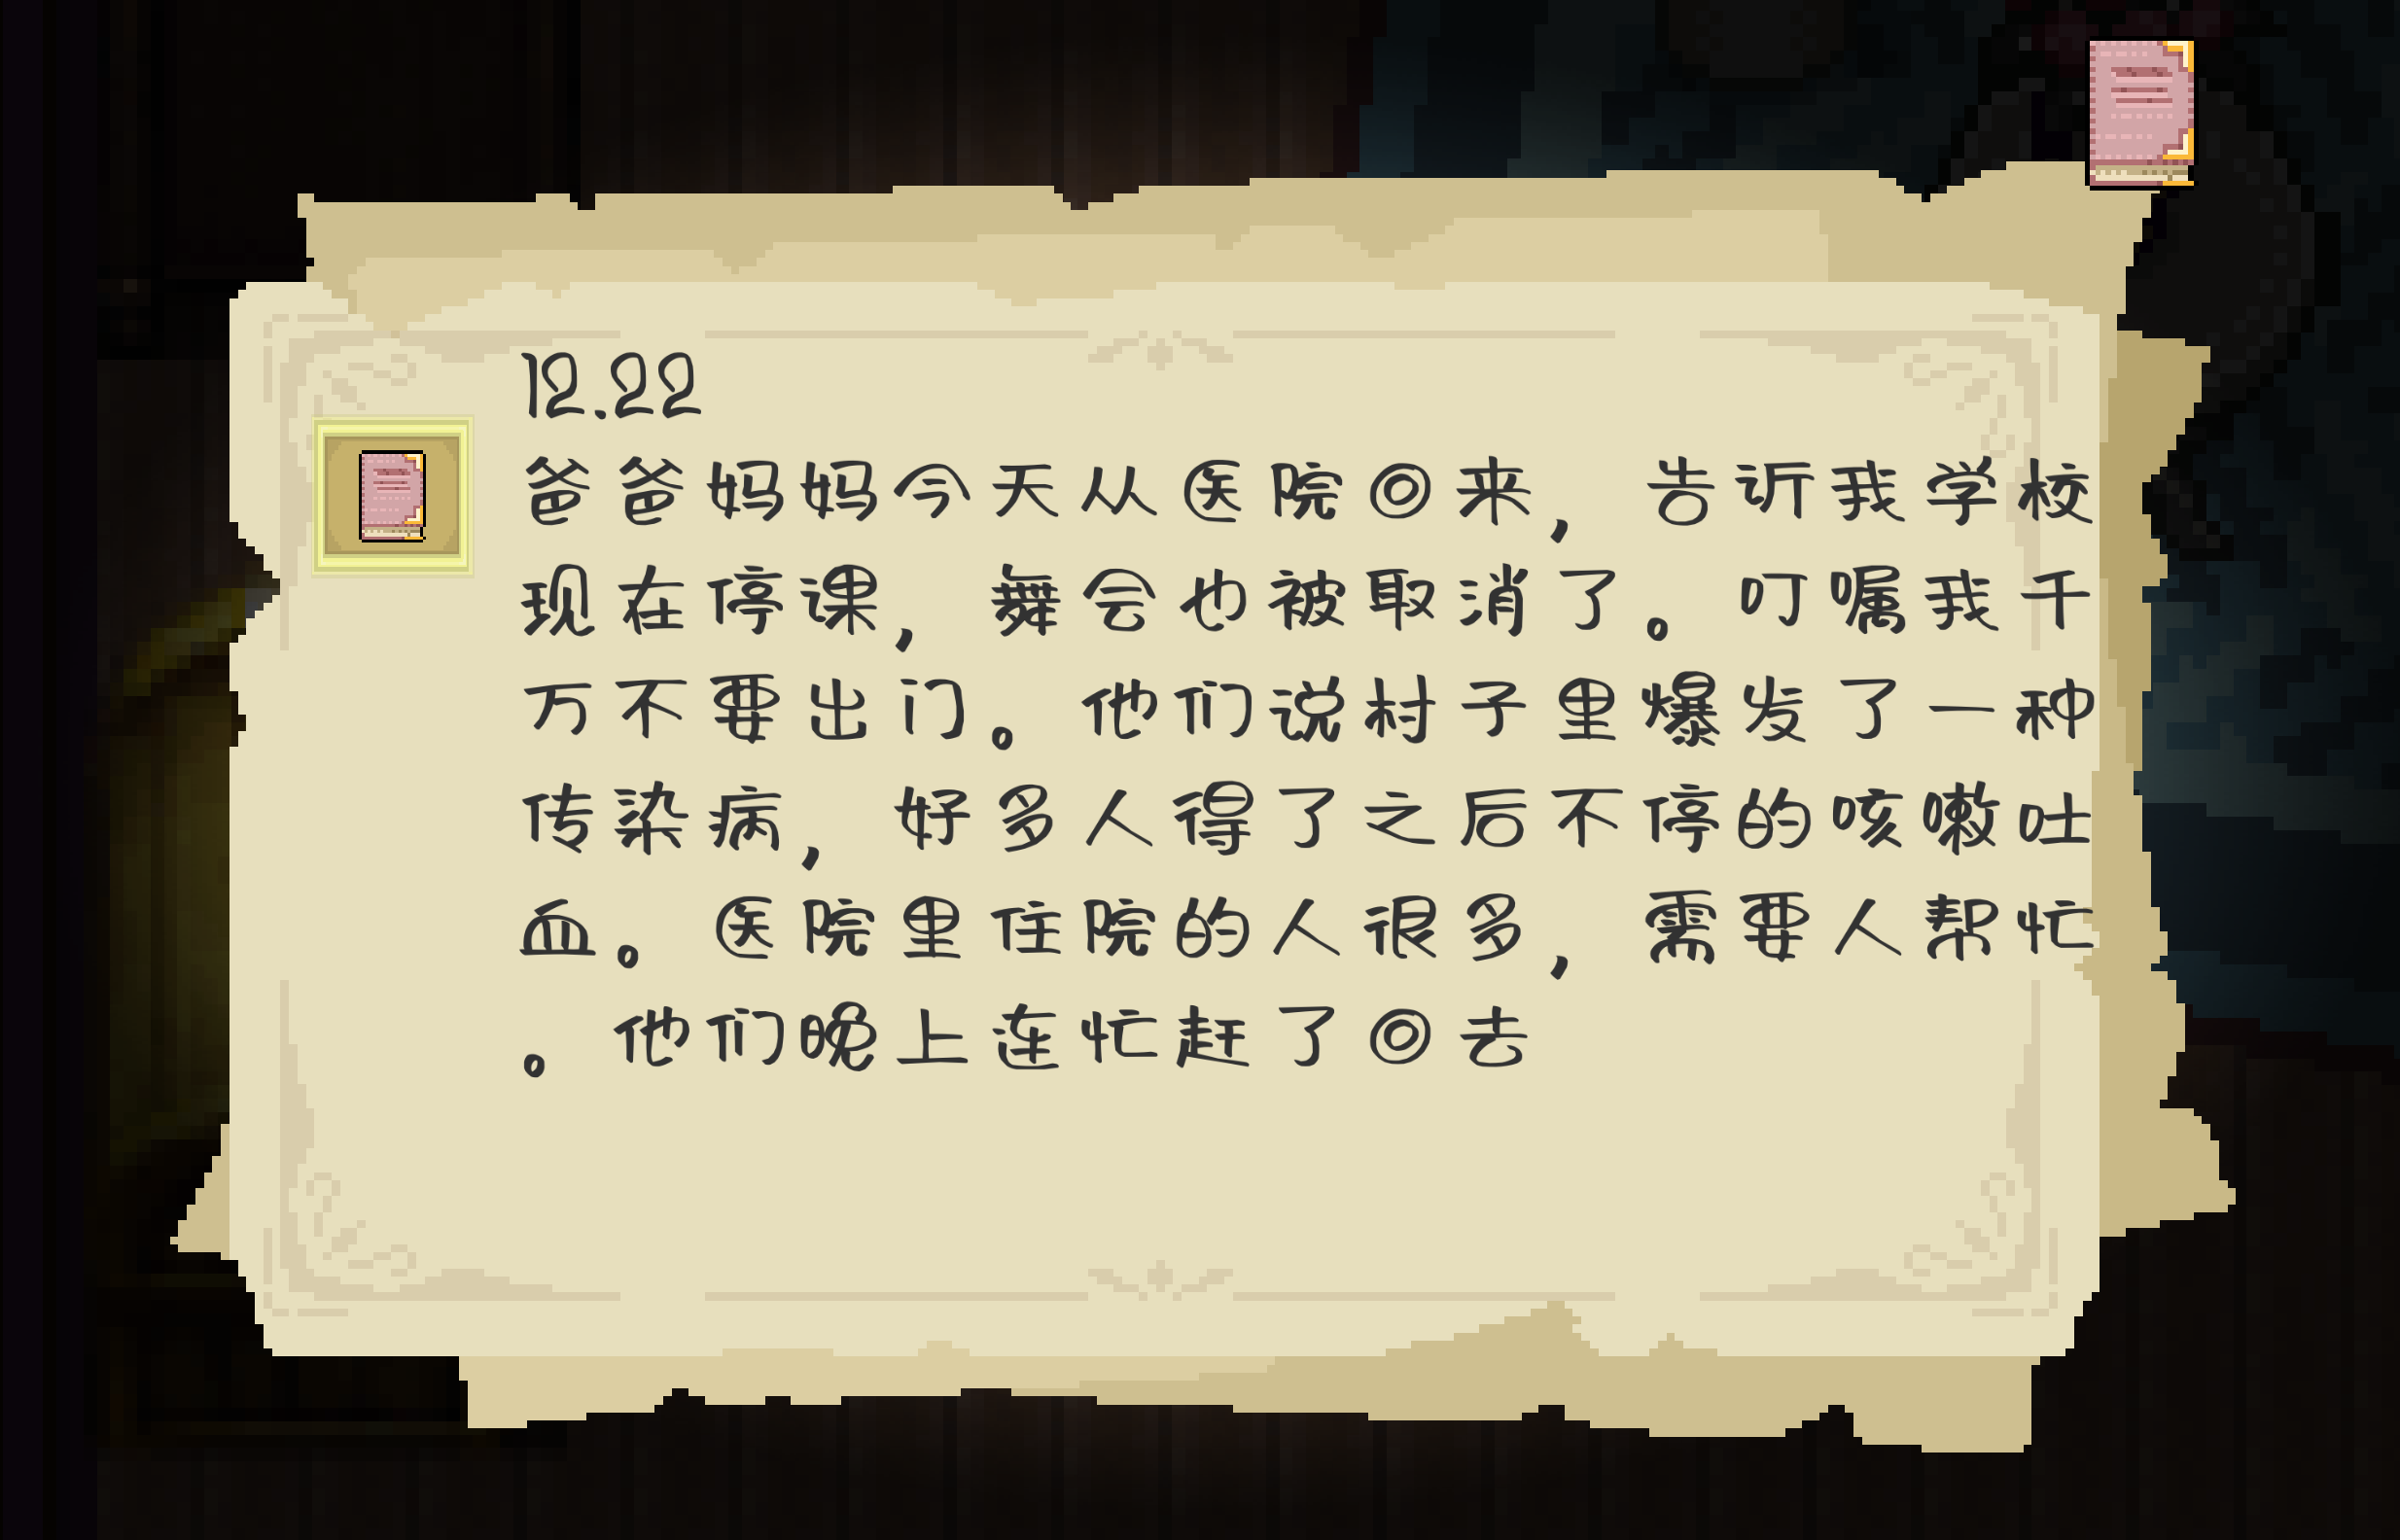 12.22
爸爸妈妈今天从医院回来，告诉我学校
现在停课，舞会也被取消了。叮嘱我千
万不要出门。他们说村子里爆发了一种
传染病，好多人得了之后不停的咳嗽吐
血。医院里住院的人很多，需要人帮忙
。他们晚上连忙赶了回去